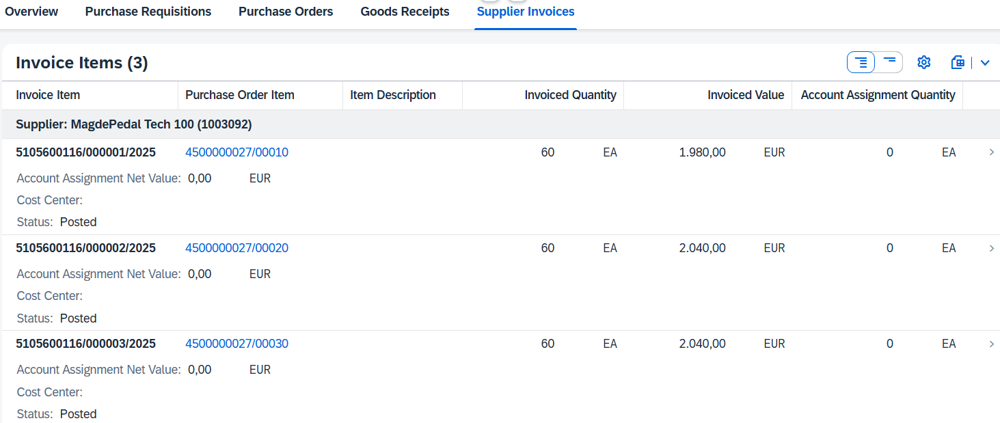 Overview Purchase Requisitions Purchase Orders Goods Receipts Supplier Invoices
Invoice Items (3)
Invoice Item Purchase Order Item Item Description Invoiced Quantity Invoiced Value Account Assignment Quantity
Supplier: MagdePedal Tech 100 (1003092)
5105600116/000001/2025 4500000027/00010 60 EA 1.980,00 EUR 0 EA
Account Assignment Net Value: 0,00 EUR
Cost Center:
Status: Posted
5105600116/000002/2025 4500000027/00020 60 EA 2.040,00 EUR 0 EA
Account Assignment Net Value: 0,00 EUR
Cost Center:
Status: Posted
5105600116/000003/2025 4500000027/00030 60 EA 2.040,00 EUR 0 EA
Account Assignment Net Value: 0,00 EUR
Cost Center:
Status: Posted